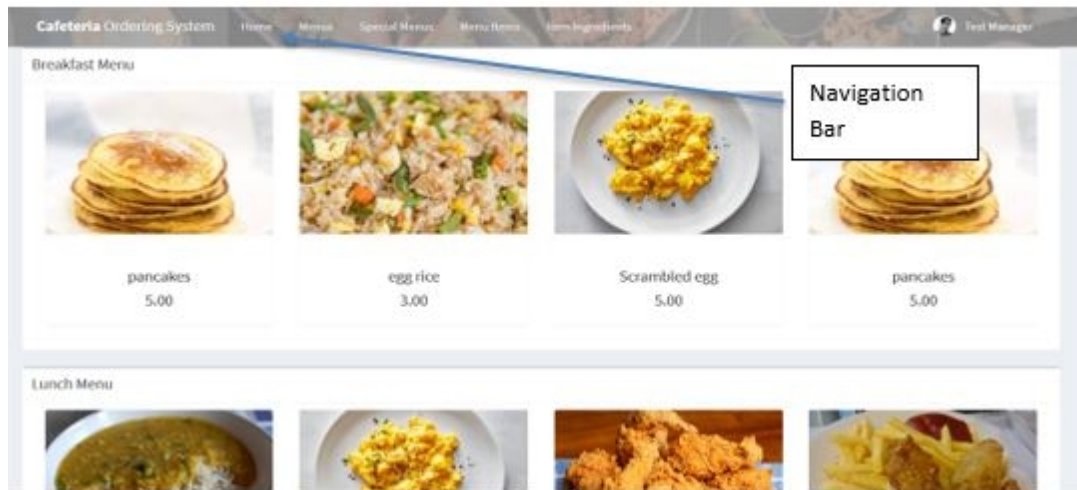 Cafeteria Ordering System Home Menus Special Menus Menu Items Item Ingredients Test Manager
Breakfast Menu
Navigation
Bar
pancakes egg rice Scrambled egg pancakes
5.00 3.00 5.00 5.00
Lunch Menu